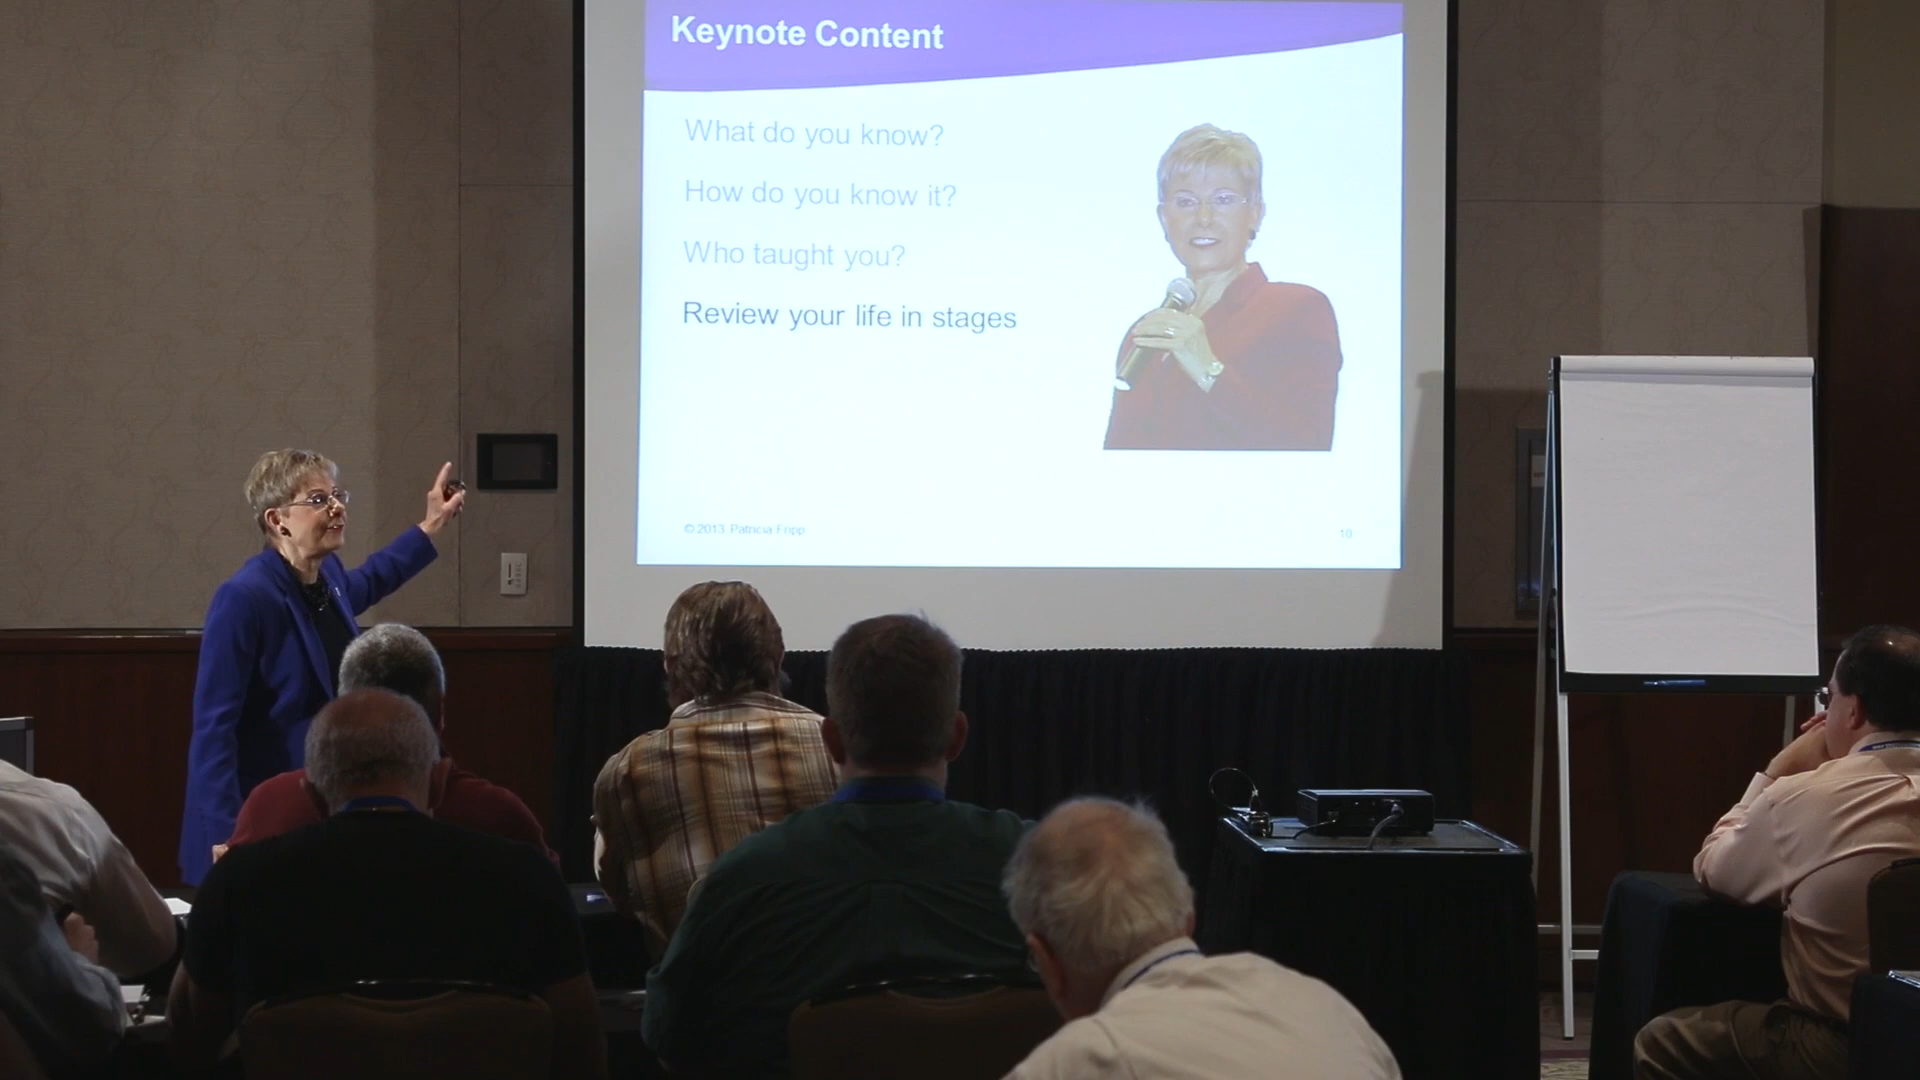 Keynote Content
What do you know?
How do you know it?
Who taught you?
Review your life in stages
© 2013 Patricia Fripp
10